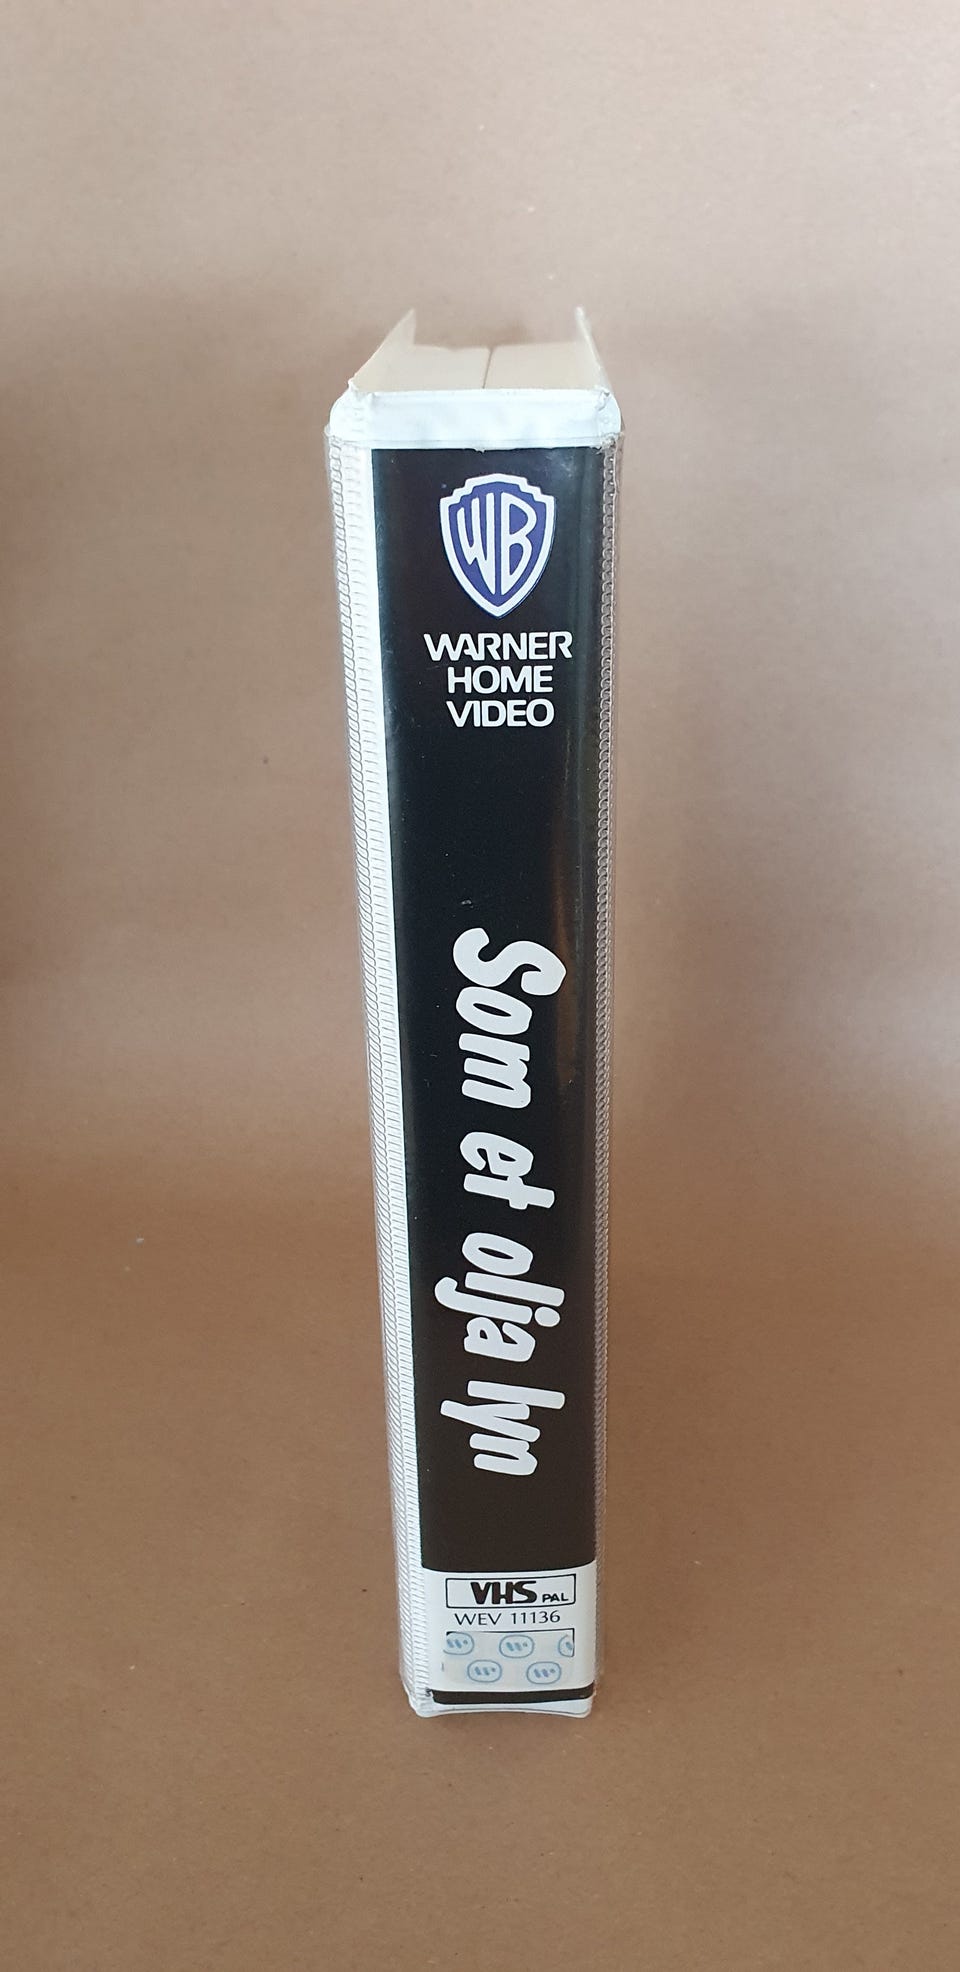 WB
WARNER
HOME
VIDEO
Som et olja lyn
VHS PAL
WEV 11136